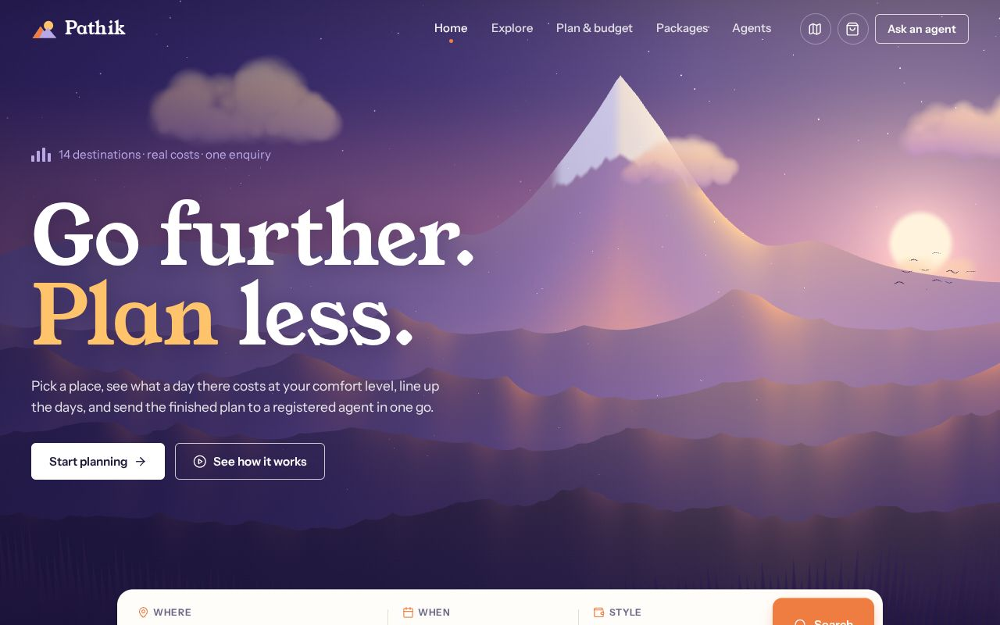 Pathik
Home Explore Plan & budget Packages Agents Ask an agent
14 destinations · real costs · one enquiry
Go further.
Plan less.
Pick a place, see what a day there costs at your comfort level, line up
the days, and send the finished plan to a registered agent in one go.
Start planning See how it works
WHERE WHEN STYLE
Search